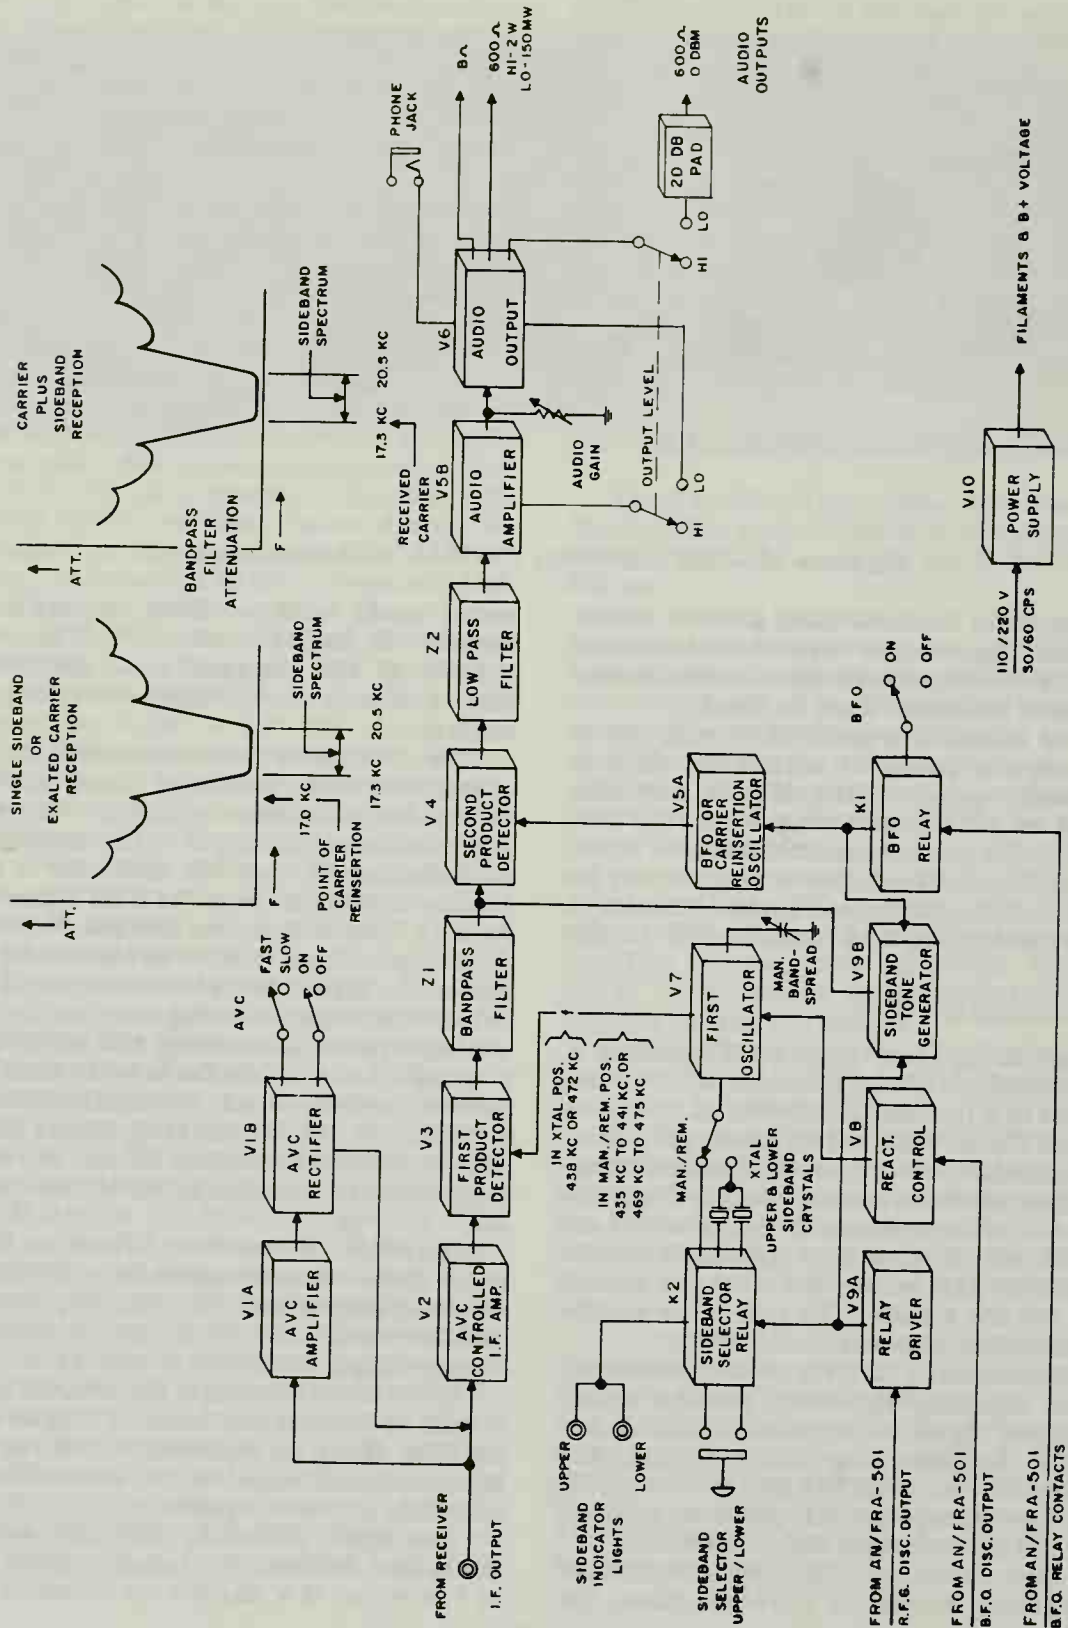 SINGLE SIDEBAND
OR
EXALTED CARRIER
RECEPTION
ATT.
F
17.0 KC
17.3 KC
20.5 KC
POINT OF
CARRIER
REINSERTION
SIDEBAND
SPECTRUM
CARRIER
PLUS
SIDEBAND
RECEPTION
ATT.
BANDPASS
FILTER
ATTENUATION
F
17.3 KC
20.5 KC
RECEIVED
CARRIER
SIDEBAND
SPECTRUM
AVC
FAST
SLOW
ON
OFF
V1A
AVC
AMPLIFIER
V1B
AVC
RECTIFIER
FROM RECEIVER
I.F. OUTPUT
V2
AVC
CONTROLLED
I.F. AMP.
V3
FIRST
PRODUCT
DETECTOR
Z1
BANDPASS
FILTER
V4
SECOND
PRODUCT
DETECTOR
Z2
LOW PASS
FILTER
V5B
AUDIO
AMPLIFIER
V6
AUDIO
OUTPUT
PHONE
JACK
8Ω
600Ω
HI-2 W
LO-150MW
AUDIO
GAIN
OUTPUT LEVEL
HI
LO
HI
LO
20 DB
PAD
600Ω
0 DBM
AUDIO
OUTPUTS
IN XTAL POS.
438 KC OR 472 KC
IN MAN./REM. POS.
435 KC TO 441 KC, OR
469 KC TO 475 KC
UPPER
LOWER
SIDEBAND
INDICATOR
LIGHTS
SIDEBAND
SELECTOR
UPPER / LOWER
K2
SIDEBAND
SELECTOR
RELAY
MAN./REM.
XTAL
UPPER & LOWER
SIDEBAND
CRYSTALS
V7
FIRST
OSCILLATOR
MAN.
BAND-
SPREAD
V5A
BFO OR
CARRIER
REINSERTION
OSCILLATOR
V9A
RELAY
DRIVER
V8
REACT.
CONTROL
V9B
SIDEBAND
TONE
GENERATOR
K1
BFO
RELAY
BFO
ON
OFF
FROM AN/FRA-501
R.F.G. DISC. OUTPUT
FROM AN/FRA-501
B.F.O. DISC. OUTPUT
FROM AN/FRA-501
B.F.O. RELAY CONTACTS
110/220 V
50/60 CPS
V10
POWER
SUPPLY
FILAMENTS & B+ VOLTAGE